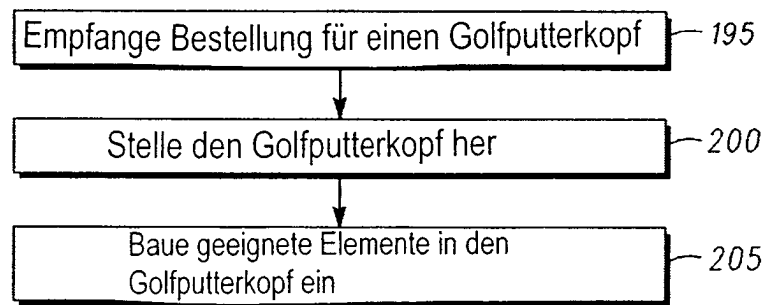 Empfange Bestellung für einen Golfputterkopf 195
Stelle den Golfputterkopf her 200
Baue geeignete Elemente in den
Golfputterkopf ein 205